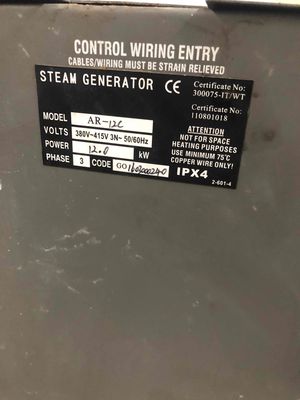 CONTROL WIRING ENTRY
CABLES/WIRING MUST BE STRAIN RELIEVED
STEAM GENERATOR CE Certificate No:
300075-IT/WT
Certificate No:
110801018
MODEL AR-12C
VOLTS 380V~415V 3N~ 50/60Hz
POWER 12.0 kW
PHASE 3 CODE
ATTENTION
NOT FOR SPACE
HEATING PURPOSES
USE MINIMUM 75℃
COPPER WIRE ONLY!
IPX4
2-601-4